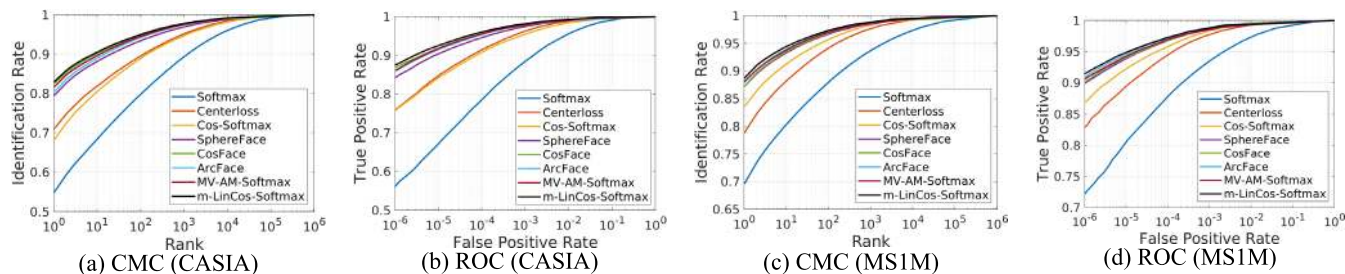 Identification Rate
1
0.9
0.8
0.7
0.6
0.5
Softmax
Centerloss
Cos-Softmax
SphereFace
CosFace
ArcFace
MV-AM-Softmax
m-LinCos-Softmax
10^0 10^1 10^2 10^3 10^4 10^5 10^6
Rank
(a) CMC (CASIA)
True Positive Rate
1
0.9
0.8
0.7
0.6
0.5
Softmax
Centerloss
Cos-Softmax
SphereFace
CosFace
ArcFace
MV-AM-Softmax
m-LinCos-Softmax
10^-6 10^-5 10^-4 10^-3 10^-2 10^-1 10^0
False Positive Rate
(b) ROC (CASIA)
Identification Rate
1
0.95
0.9
0.85
0.8
0.75
0.7
0.65
Softmax
Centerloss
Cos-Softmax
SphereFace
CosFace
ArcFace
MV-AM-Softmax
m-LinCos-Softmax
10^0 10^1 10^2 10^3 10^4 10^5 10^6
Rank
(c) CMC (MS1M)
True Positive Rate
1
0.95
0.9
0.85
0.8
0.75
0.7
Softmax
Centerloss
Cos-Softmax
SphereFace
CosFace
ArcFace
MV-AM-Softmax
m-LinCos-Softmax
10^-6 10^-5 10^-4 10^-3 10^-2 10^-1 10^0
False Positive Rate
(d) ROC (MS1M)